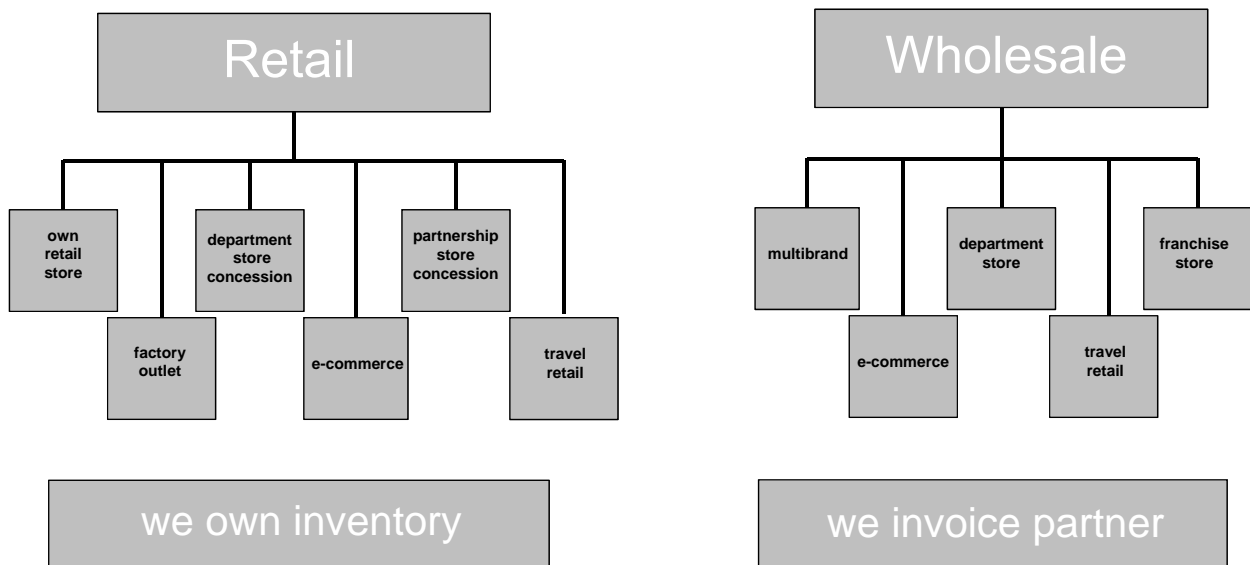 Retail
Wholesale
own
retail
store
department
store
concession
partnership
store
concession
factory
outlet
e-commerce
travel
retail
multibrand
department
store
franchise
store
e-commerce
travel
retail
we own inventory
we invoice partner